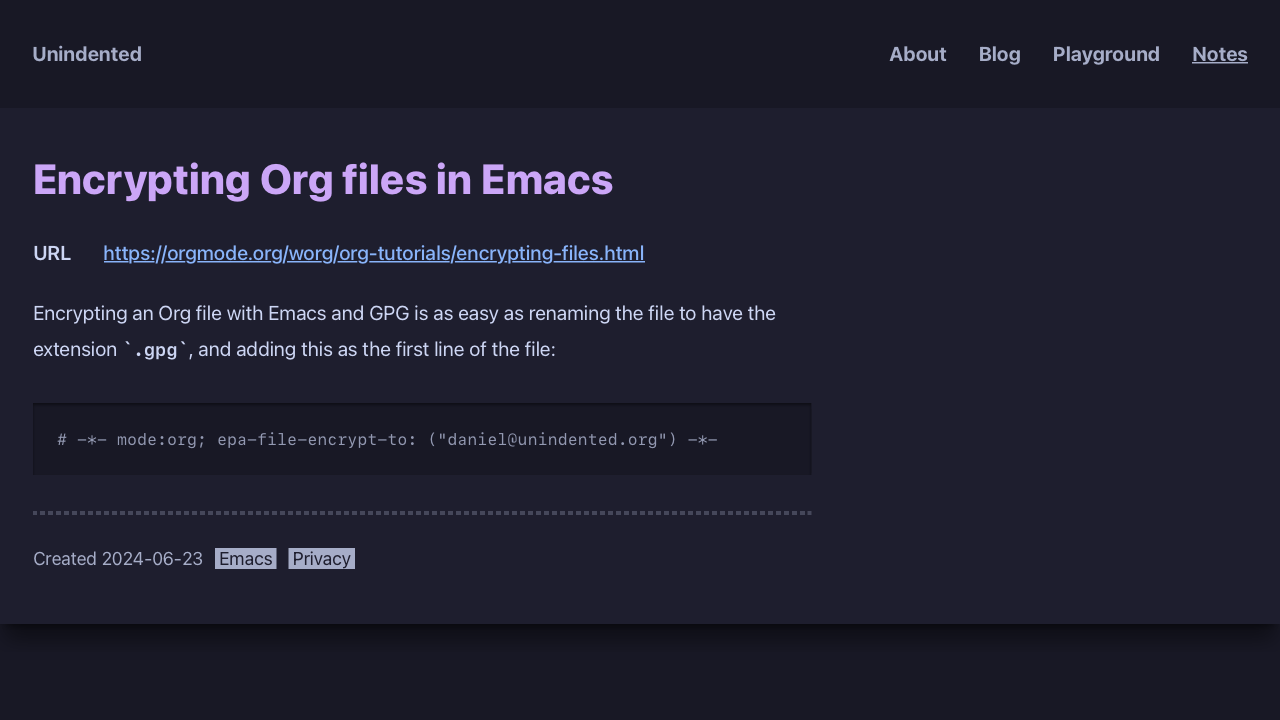 Unindented
About Blog Playground Notes
Encrypting Org files in Emacs
URL https://orgmode.org/worg/org-tutorials/encrypting-files.html
Encrypting an Org file with Emacs and GPG is as easy as renaming the file to have the
extension `.gpg`, and adding this as the first line of the file:
# -*- mode:org; epa-file-encrypt-to: ("daniel@unindented.org") -*-
Created 2024-06-23 Emacs Privacy